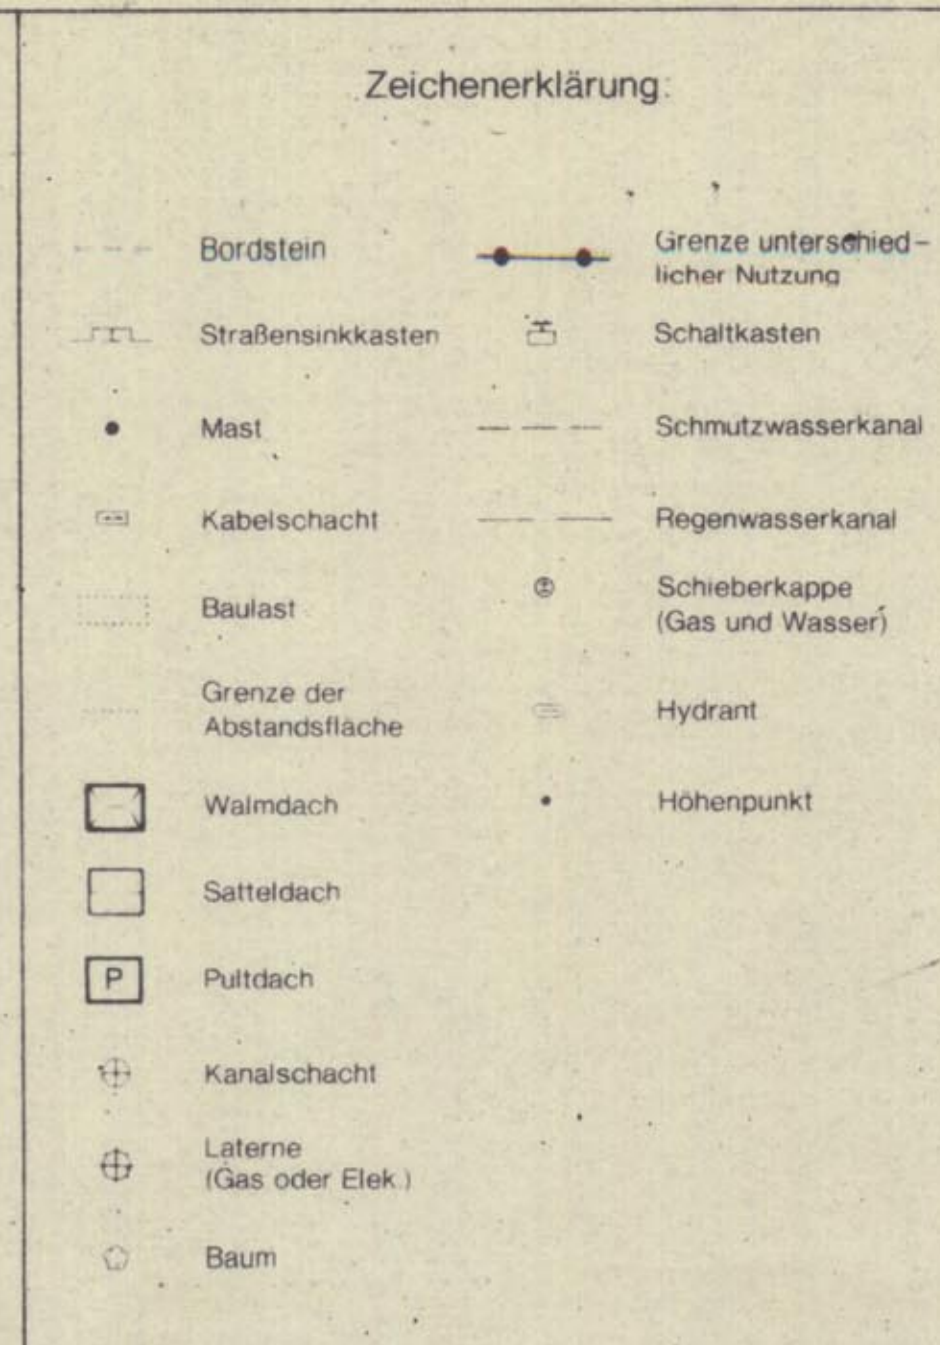 Zeichenerklärung:
Bordstein
Straßensinkkasten
Mast
Kabelschacht
Baulast
Grenze der
Abstandsfläche
Walmdach
Satteldach
P
Pultdach
Kanalschacht
Laterne
(Gas oder Elek.)
Baum
Grenze unterschied-
licher Nutzung
Schaltkasten
Schmutzwasserkanal
Regenwasserkanal
Schieberkappe
(Gas und Wasser)
Hydrant
Höhenpunkt